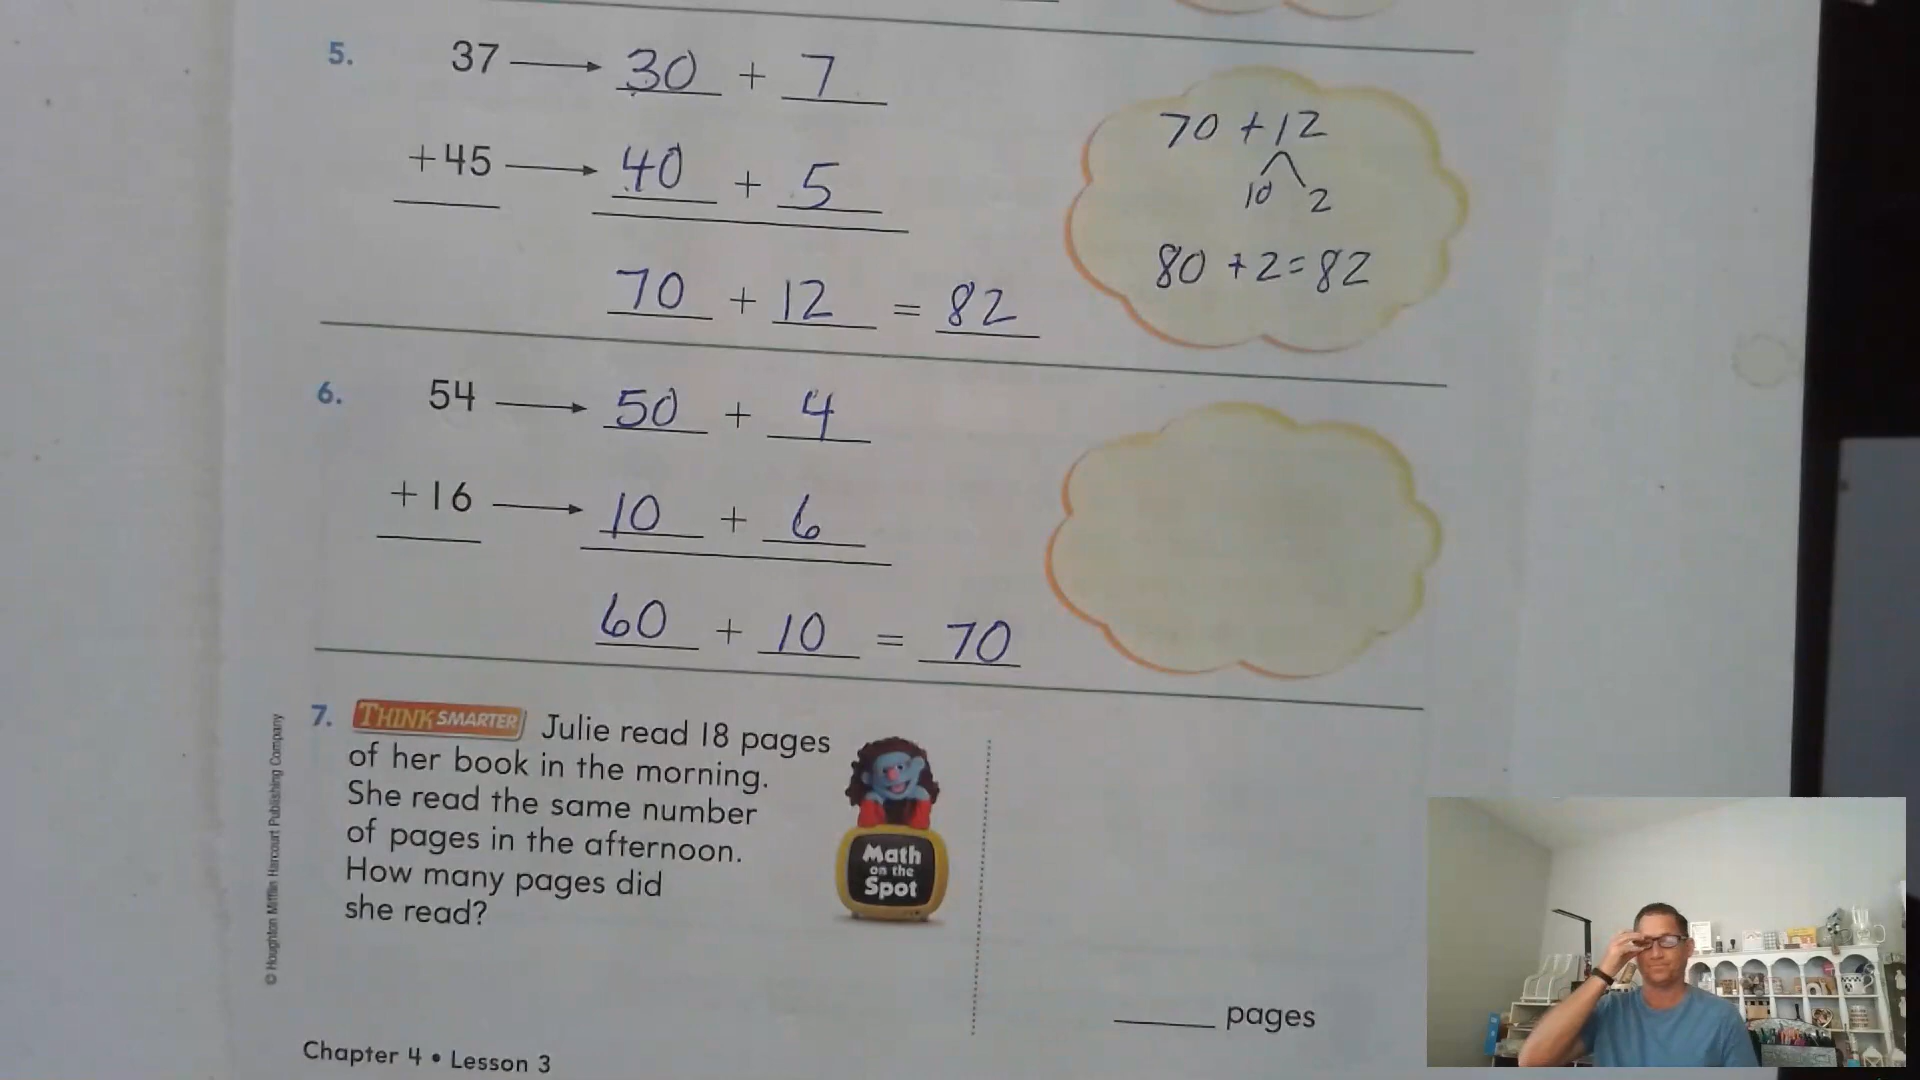 5. 37 → 30 + 7
+45 → 40 + 5
70 + 12 = 82
70 + 12
10 2
80 + 2 = 82
6. 54 → 50 + 4
+16 → 10 + 6
60 + 10 = 70
7. THINK SMARTER Julie read 18 pages
of her book in the morning.
She read the same number
of pages in the afternoon.
How many pages did
she read?
Math
on the
Spot
____ pages
© Houghton Mifflin Harcourt Publishing Company
Chapter 4 • Lesson 3